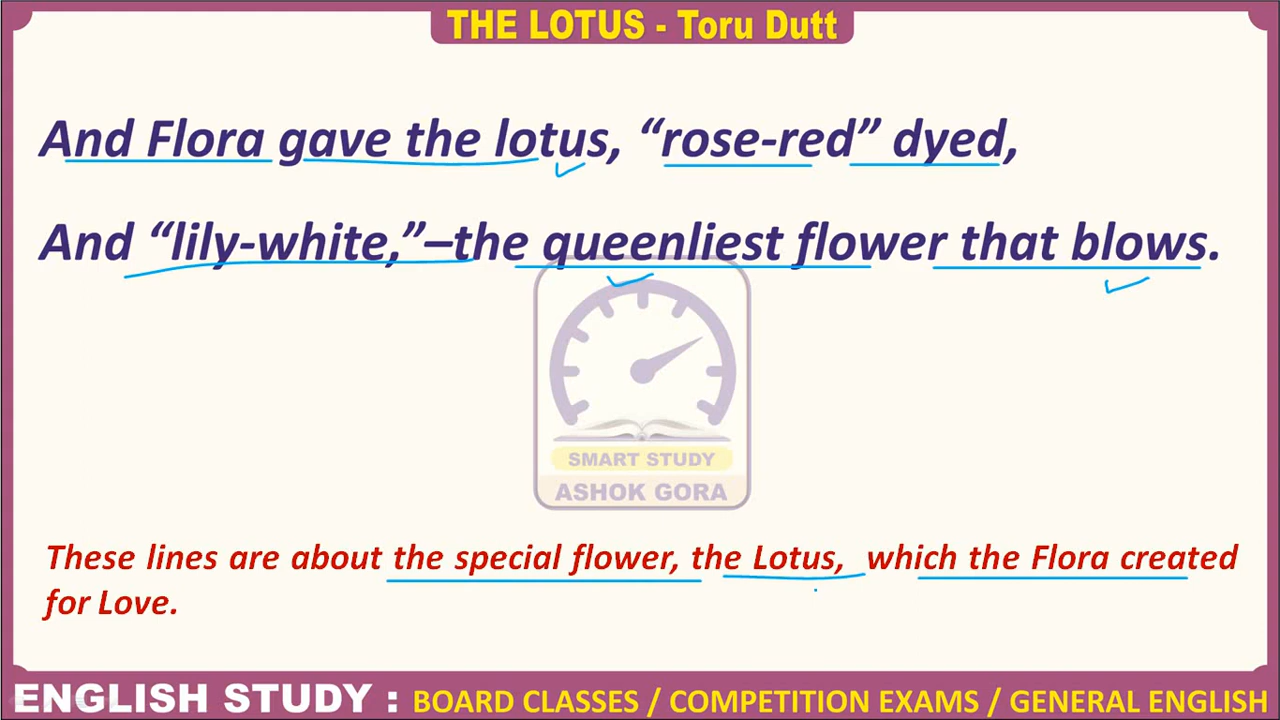 THE LOTUS - Toru Dutt
And Flora gave the lotus, “rose-red” dyed,
And “lily-white,”–the queenliest flower that blows.
SMART STUDY
ASHOK GORA
These lines are about the special flower, the Lotus, which the Flora created
for Love.
ENGLISH STUDY : BOARD CLASSES / COMPETITION EXAMS / GENERAL ENGLISH